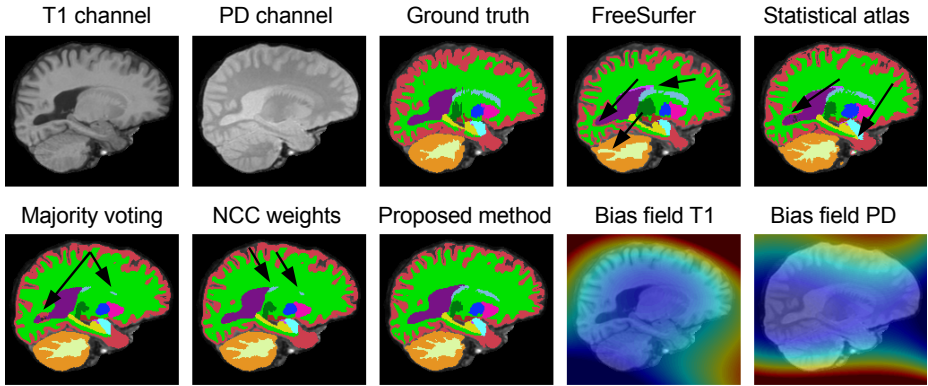 T1 channel
PD channel
Ground truth
FreeSurfer
Statistical atlas
Majority voting
NCC weights
Proposed method
Bias field T1
Bias field PD